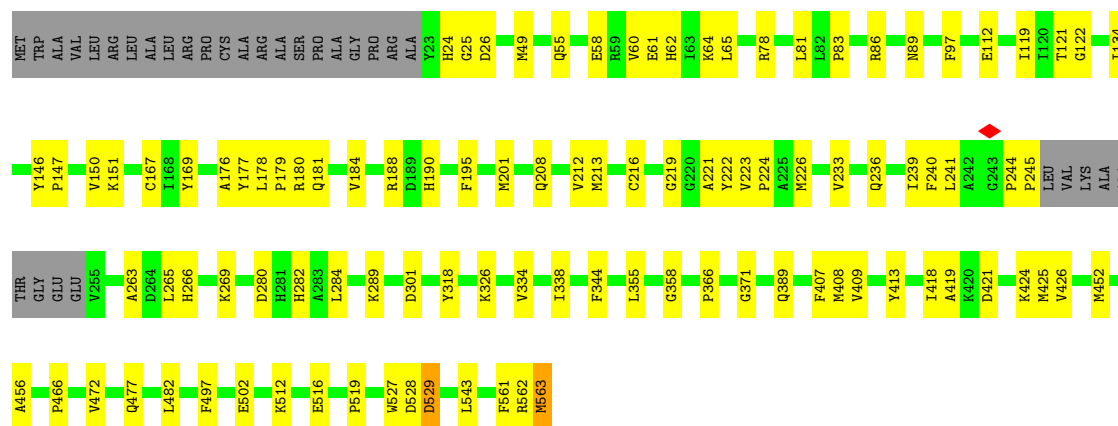 MET TRP ALA VAL LEU ARG LEU ALA LEU ARG PRO CYS ALA ARG ALA SER PRO ALA GLY PRO ARG ALA Y23 H24 G25 D26 M49 Q55 E58 R59 V60 E61 H62 I63 K64 L65 R78 L81 L82 P83 R86 N89 F97 E112 I119 I120 T121 G122 I134
Y146 P147 V150 K151 C167 I168 Y169 A176 Y177 L178 P179 R180 Q181 V184 R188 D189 H190 F195 M201 Q208 V212 M213 C216 G219 G220 A221 Y222 V223 P224 A225 M226 V233 Q236 I239 F240 L241 A242 G243 P244 P245 LEU VAL LYS ALA
THR GLY GLU GLU V255 A263 D264 L265 H266 K269 D280 H281 H282 A283 L284 K289 D301 Y318 K326 V334 I338 F344 L355 G358 P366 G371 Q389 F407 M408 V409 Y413 I418 A419 K420 D421 K424 M425 V426 M452
A456 P466 V472 Q477 L482 F497 E502 K512 E516 P519 W527 D528 D529 L543 F561 R562 M563